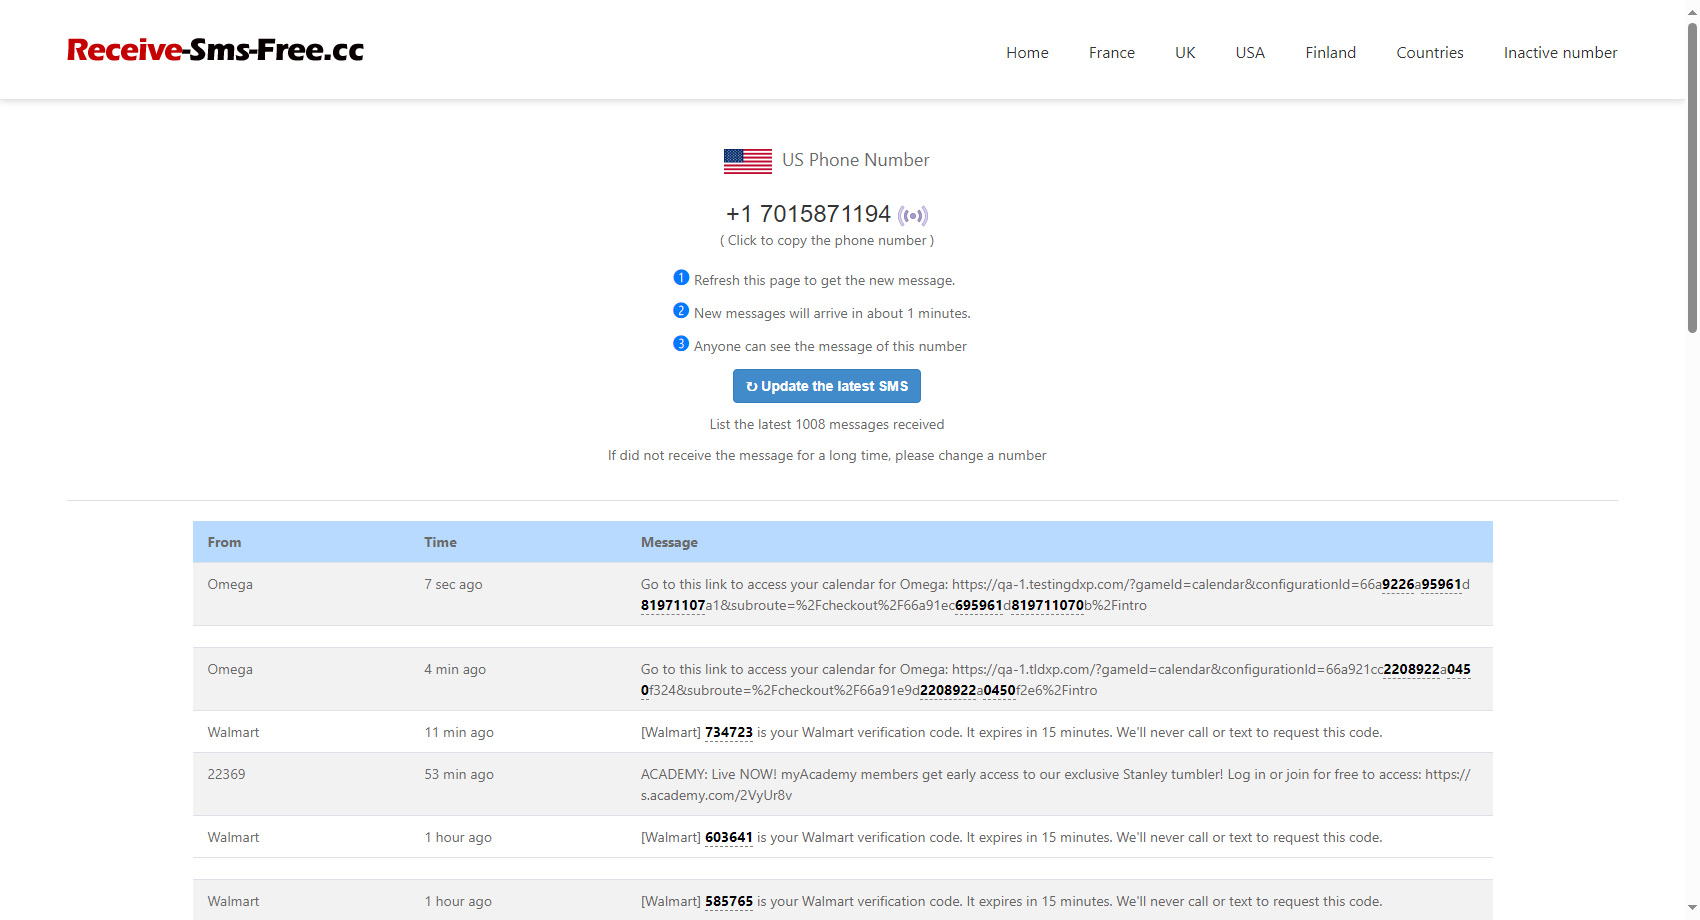 Receive-Sms-Free.cc
Home France UK USA Finland Countries Inactive number
US Phone Number
+1 7015871194
( Click to copy the phone number )
1 Refresh this page to get the new message.
2 New messages will arrive in about 1 minutes.
3 Anyone can see the message of this number
↻ Update the latest SMS
List the latest 1008 messages received
If did not receive the message for a long time, please change a number
From Time Message
Omega 7 sec ago Go to this link to access your calendar for Omega: https://qa-1.testingdxp.com/?gameId=calendar&configurationId=66a9226a95961d
81971107a1&subroute=%2Fcheckout%2F66a91ec695961d819711070b%2Fintro
Omega 4 min ago Go to this link to access your calendar for Omega: https://qa-1.tldxp.com/?gameId=calendar&configurationId=66a921cc2208922a045
0f324&subroute=%2Fcheckout%2F66a91e9d2208922a0450f2e6%2Fintro
Walmart 11 min ago [Walmart] 734723 is your Walmart verification code. It expires in 15 minutes. We'll never call or text to request this code.
22369 53 min ago ACADEMY: Live NOW! myAcademy members get early access to our exclusive Stanley tumbler! Log in or join for free to access: https://
s.academy.com/2VyUr8v
Walmart 1 hour ago [Walmart] 603641 is your Walmart verification code. It expires in 15 minutes. We'll never call or text to request this code.
Walmart 1 hour ago [Walmart] 585765 is your Walmart verification code. It expires in 15 minutes. We'll never call or text to request this code.